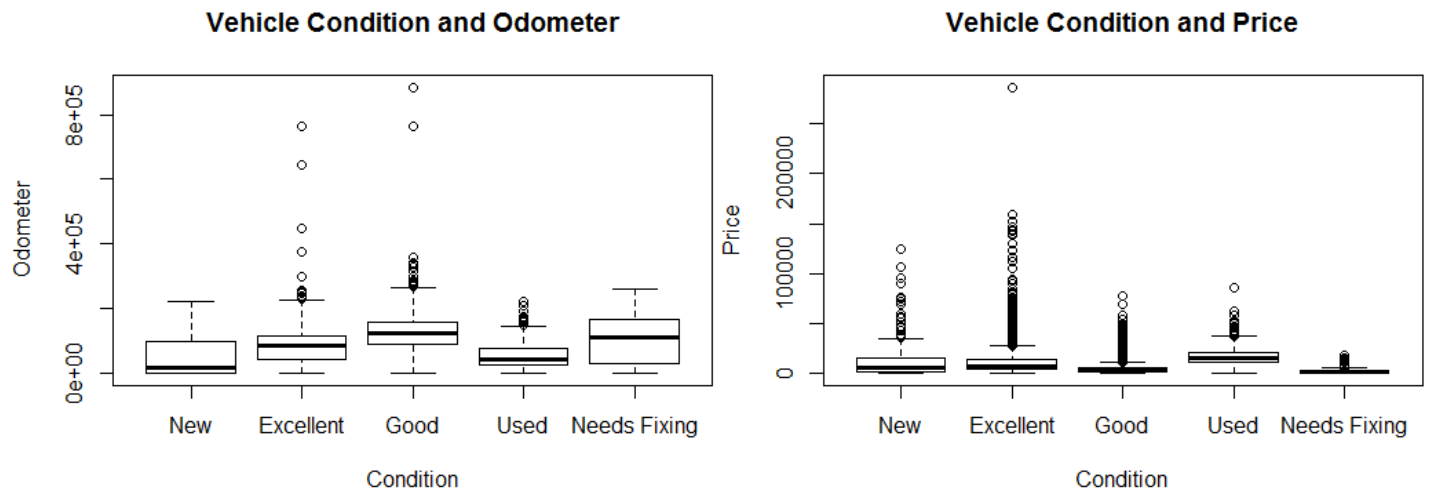 Vehicle Condition and Odometer
8e+05
4e+05
0e+00
Odometer
New Excellent Good Used Needs Fixing
Condition
Vehicle Condition and Price
200000
100000
0
Price
New Excellent Good Used Needs Fixing
Condition